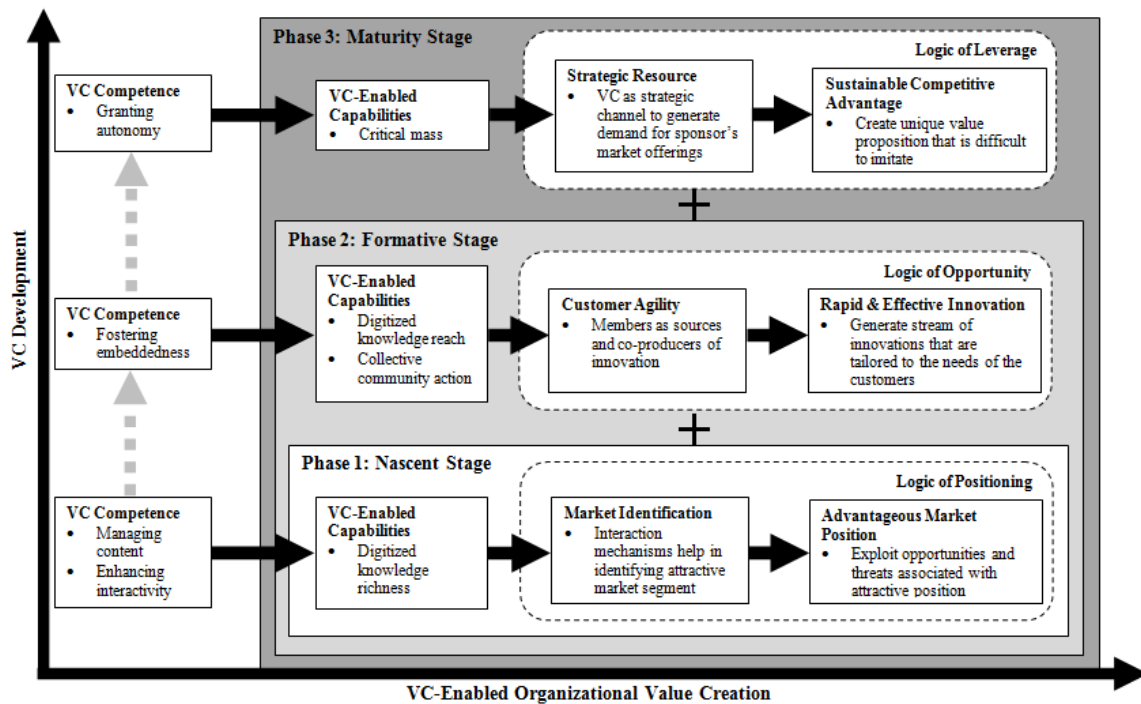 Phase 3: Maturity Stage
Logic of Leverage
VC Competence
• Granting
autonomy
VC-Enabled
Capabilities
• Critical mass
Strategic Resource
• VC as strategic
channel to generate
demand for sponsor's
market offerings
Sustainable Competitive
Advantage
• Create unique value
proposition that is difficult
to imitate
+
Phase 2: Formative Stage
Logic of Opportunity
VC Competence
• Fostering
embeddedness
VC-Enabled
Capabilities
• Digitized
knowledge reach
• Collective
community action
Customer Agility
• Members as sources
and co-producers of
innovation
Rapid & Effective Innovation
• Generate stream of
innovations that are
tailored to the needs of the
customers
+
Phase 1: Nascent Stage
Logic of Positioning
VC Competence
• Managing
content
• Enhancing
interactivity
VC-Enabled
Capabilities
• Digitized
knowledge
richness
Market Identification
• Interaction
mechanisms help in
identifying attractive
market segment
Advantageous Market
Position
• Exploit opportunities and
threats associated with
attractive position
VC Development
VC-Enabled Organizational Value Creation